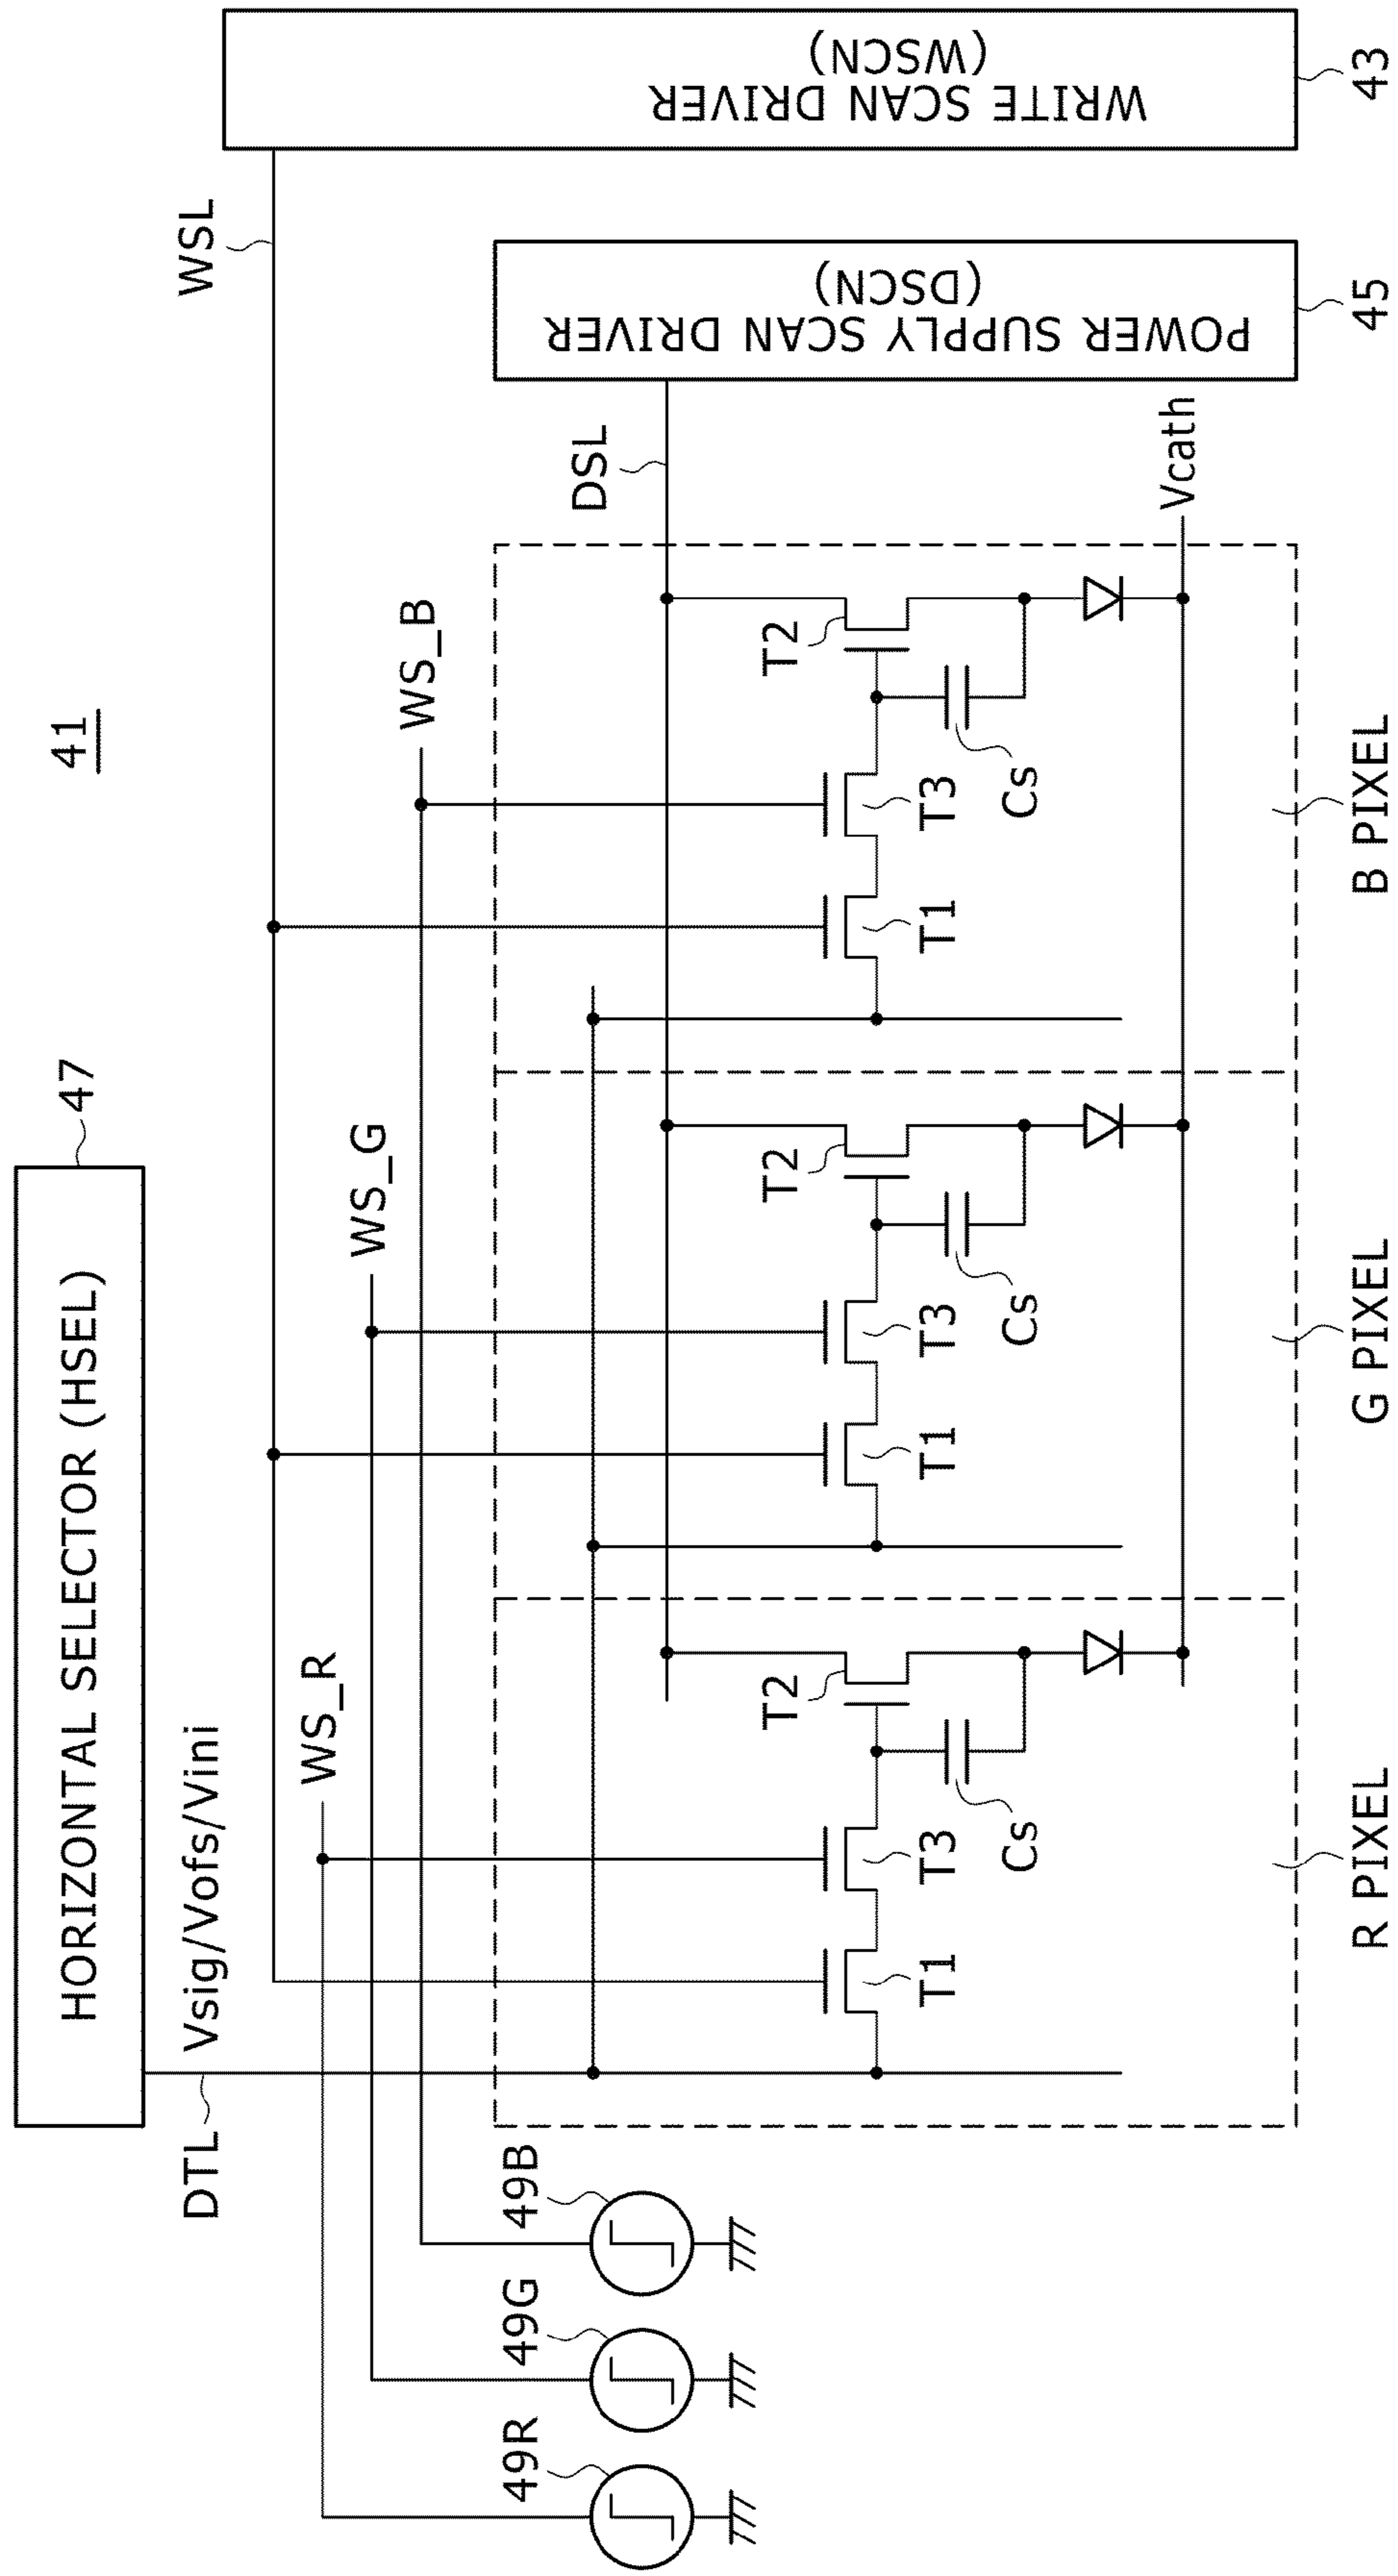 41
HORIZONTAL SELECTOR (HSEL)
47
DTL
Vsig/Vofs/Vini
WSL
WS_R
WS_G
WS_B
49R
49G
49B
DSL
WRITE SCAN DRIVER
(WSCN)
43
POWER SUPPLY SCAN DRIVER
(DSCN)
45
T2
T2
T2
T1
T3
T1
T3
T1
T3
Cs
Cs
Cs
Vcath
R PIXEL
G PIXEL
B PIXEL